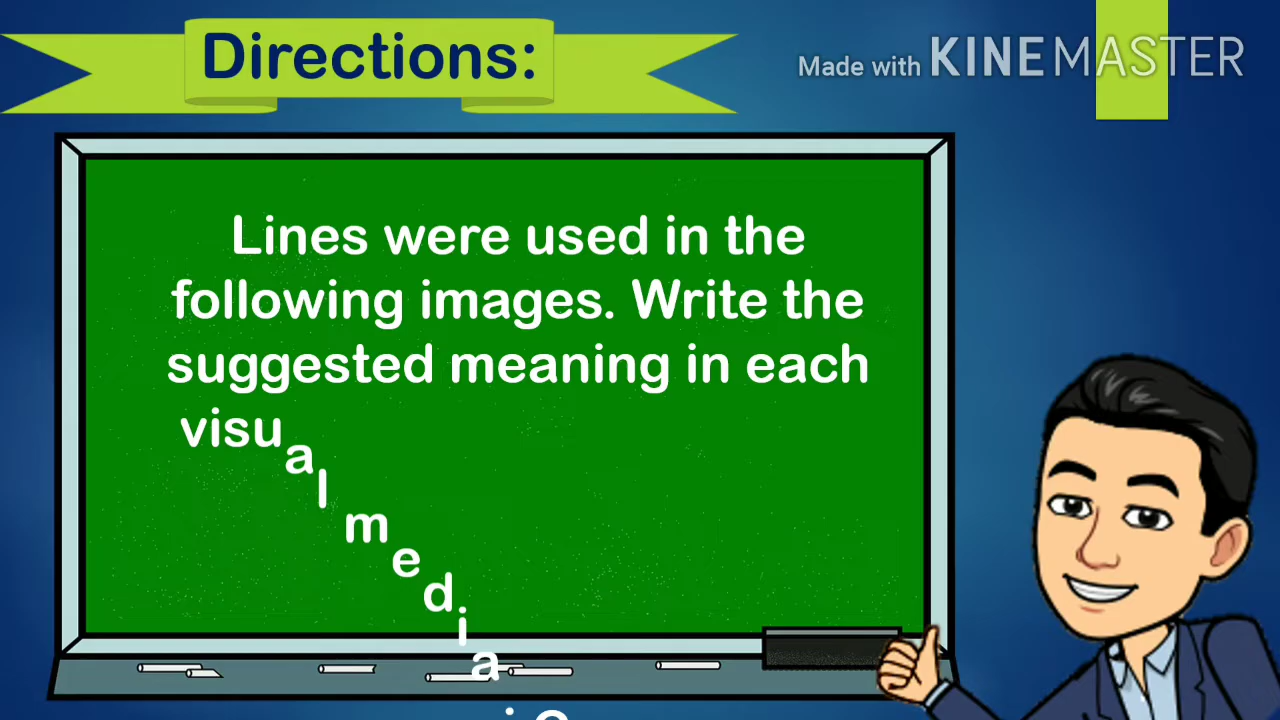 Directions:
Made with KINEMASTER
Lines were used in the
following images. Write the
suggested meaning in each
visual media